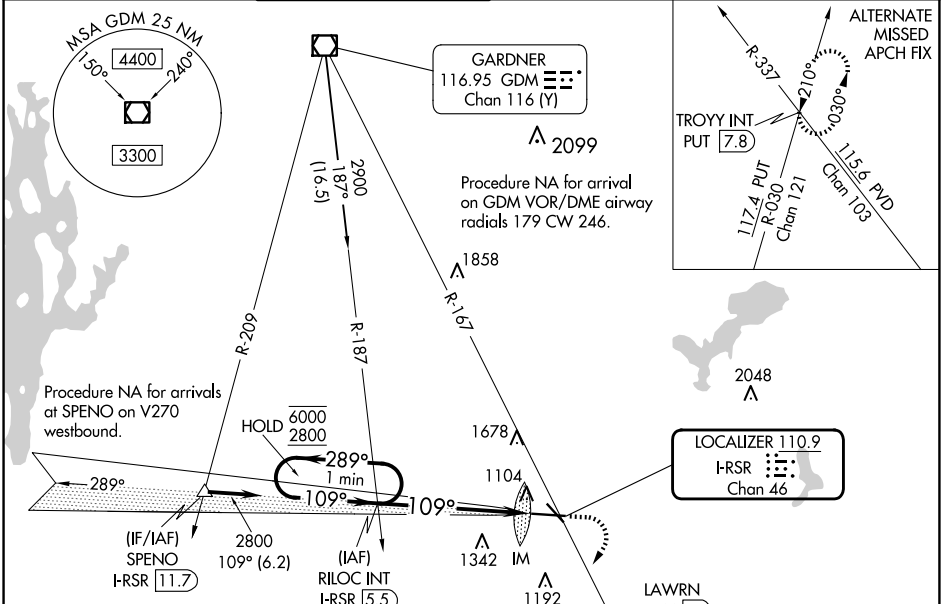 MSA GDM 25 NM
150°
240°
4400
3300
GARDNER
116.95 GDM
Chan 116 (Y)
2099
Procedure NA for arrival
on GDM VOR/DME airway
radials 179 CW 246.
2900
187°
(16.5)
1858
R-209
R-187
R-167
ALTERNATE
MISSED
APCH FIX
R-337
210°
030°
TROYY INT
PUT 7.8
115.6 PVD
Chan 103
117.4 PUT
R-030
Chan 121
2048
Procedure NA for arrivals
at SPENO on V270
westbound.
HOLD 6000
2800
1678
LOCALIZER 110.9
I-RSR
Chan 46
289°
289°
1 min
109°
109°
1104
IM
(IF/IAF)
SPENO
I-RSR 11.7
2800
109° (6.2)
(IAF)
RILOC INT
I-RSR 5.5
1342
1192
LAWRN